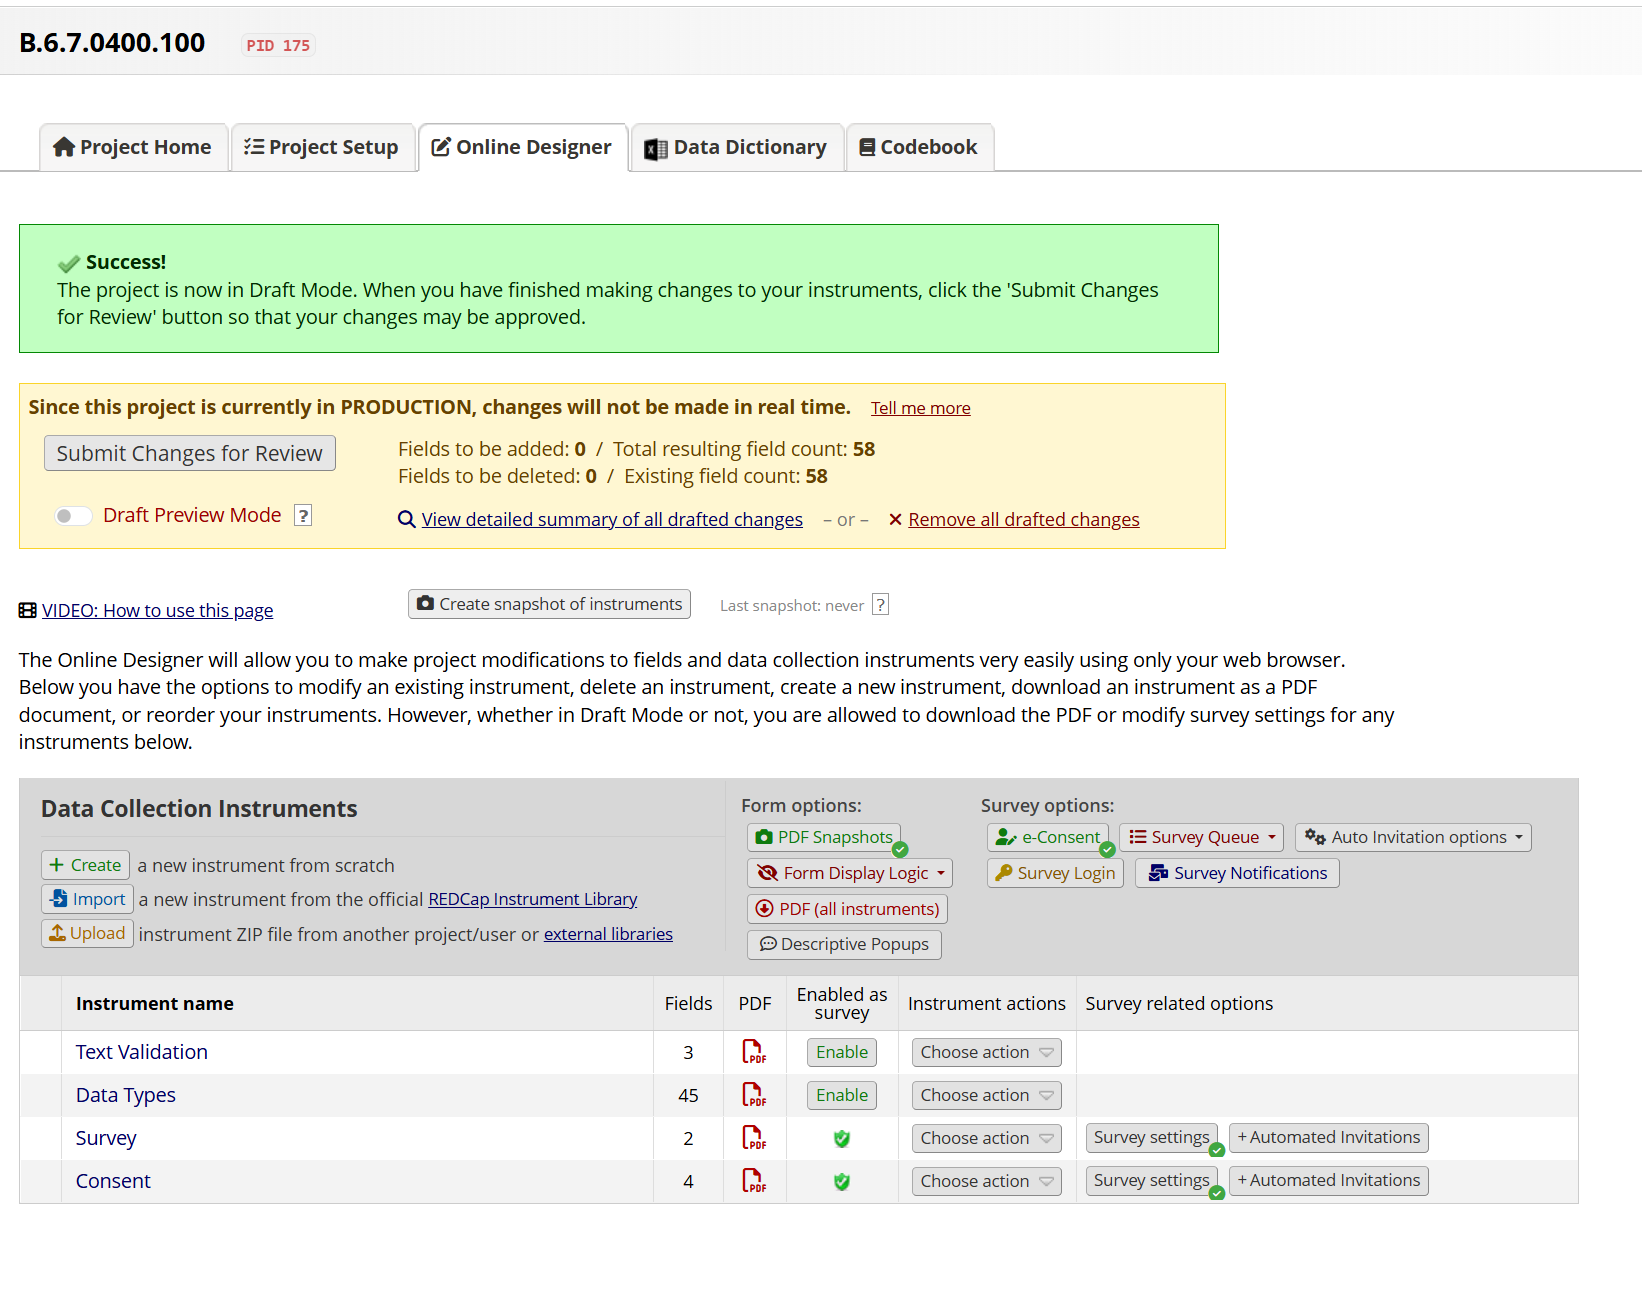 B.6.7.0400.100 PID 175
Project Home Project Setup Online Designer Data Dictionary Codebook
Success!
The project is now in Draft Mode. When you have finished making changes to your instruments, click the 'Submit Changes
for Review' button so that your changes may be approved.
Since this project is currently in PRODUCTION, changes will not be made in real time. Tell me more
Submit Changes for Review
Fields to be added: 0 / Total resulting field count: 58
Fields to be deleted: 0 / Existing field count: 58
Draft Preview Mode ?
View detailed summary of all drafted changes – or – Remove all drafted changes
VIDEO: How to use this page
Create snapshot of instruments
Last snapshot: never ?
The Online Designer will allow you to make project modifications to fields and data collection instruments very easily using only your web browser.
Below you have the options to modify an existing instrument, delete an instrument, create a new instrument, download an instrument as a PDF
document, or reorder your instruments. However, whether in Draft Mode or not, you are allowed to download the PDF or modify survey settings for any
instruments below.
Data Collection Instruments
+ Create a new instrument from scratch
Import a new instrument from the official REDCap Instrument Library
Upload instrument ZIP file from another project/user or external libraries
Form options:
PDF Snapshots
Form Display Logic
PDF (all instruments)
Descriptive Popups
Survey options:
e-Consent Survey Queue Auto Invitation options
Survey Login Survey Notifications
Instrument name Fields PDF Enabled as survey Instrument actions Survey related options
Text Validation 3 PDF Enable Choose action
Data Types 45 PDF Enable Choose action
Survey 2 PDF Choose action Survey settings + Automated Invitations
Consent 4 PDF Choose action Survey settings + Automated Invitations